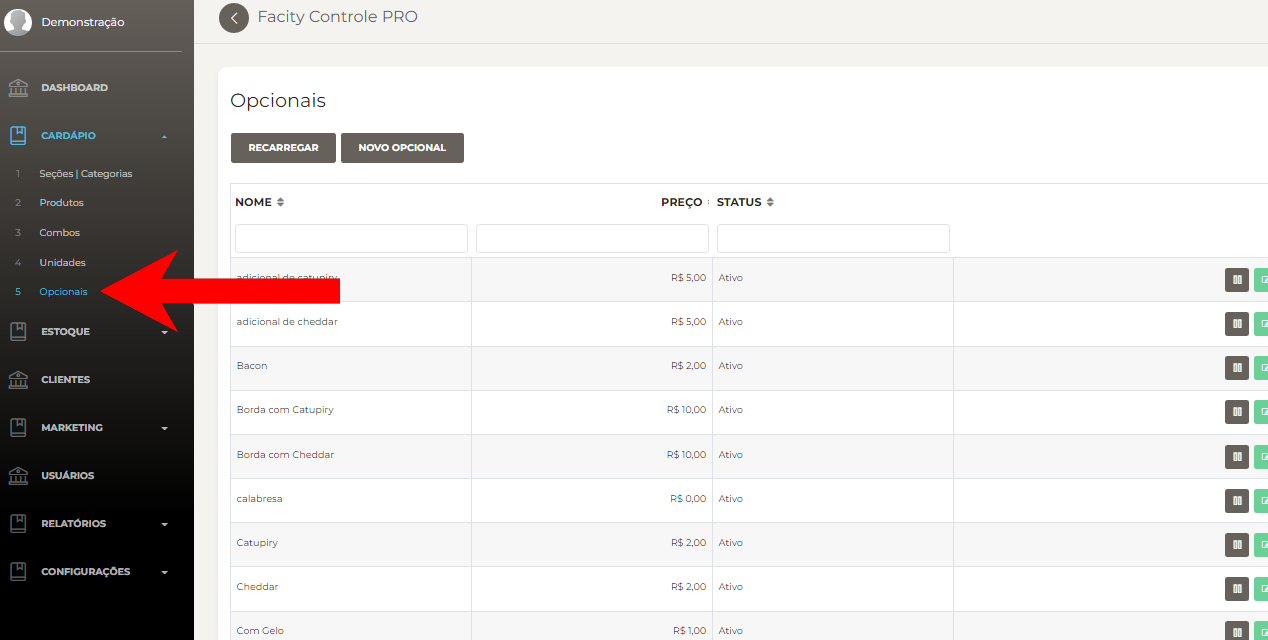 Demonstração
DASHBOARD
CARDÁPIO
1 Seções | Categorias
2 Produtos
3 Combos
4 Unidades
5 Opcionais
ESTOQUE
CLIENTES
MARKETING
USUÁRIOS
RELATÓRIOS
CONFIGURAÇÕES
Facity Controle PRO
Opcionais
RECARREGAR NOVO OPCIONAL
NOME PREÇO STATUS
adicional de catupiry R$ 5,00 Ativo
adicional de cheddar R$ 5,00 Ativo
Bacon R$ 2,00 Ativo
Borda com Catupiry R$ 10,00 Ativo
Borda com Cheddar R$ 10,00 Ativo
calabresa R$ 0,00 Ativo
Catupiry R$ 2,00 Ativo
Cheddar R$ 2,00 Ativo
Com Gelo R$ 1,00 Ativo